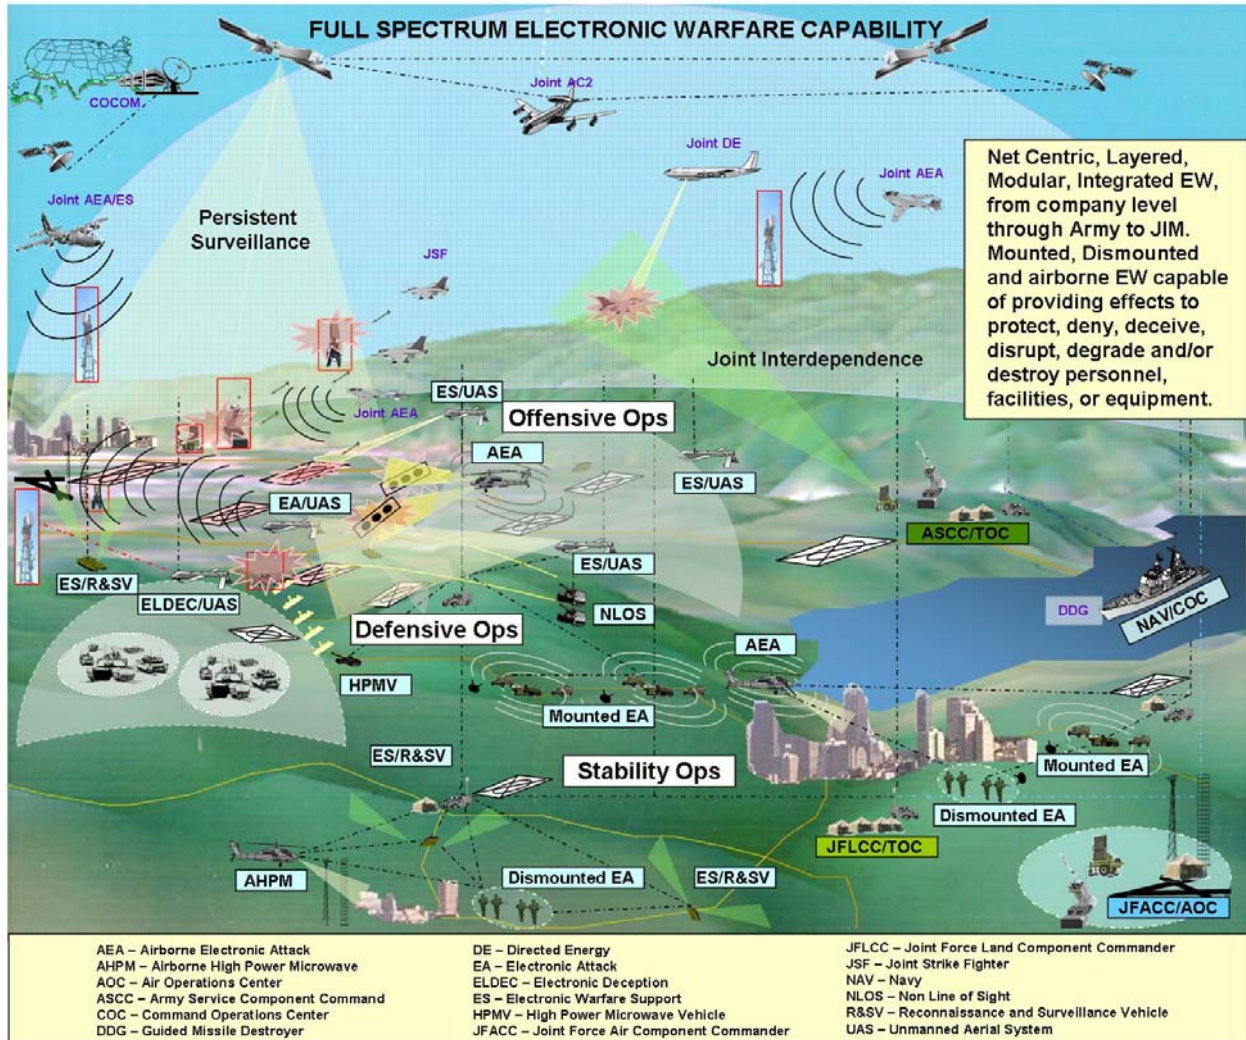 FULL SPECTRUM ELECTRONIC WARFARE CAPABILITY
COCOM
Joint AC2
Joint DE
Joint AEA
Joint AEA/ES
Persistent
Surveillance
JSF
Net Centric, Layered,
Modular, Integrated EW,
from company level
through Army to JIM.
Mounted, Dismounted
and airborne EW capable
of providing effects to
protect, deny, deceive,
disrupt, degrade and/or
destroy personnel,
facilities, or equipment.
Joint Interdependence
ES/UAS
Joint AEA
Offensive Ops
AEA
ES/UAS
EA/UAS
ASCC/TOC
ES/UAS
ES/R&SV
ELDEC/UAS
NLOS
DDG
NAV/COC
Defensive Ops
AEA
HPMV
Mounted EA
ES/R&SV
Stability Ops
Mounted EA
Dismounted EA
JFLCC/TOC
AHPM
Dismounted EA
ES/R&SV
JFACC/AOC
AEA – Airborne Electronic Attack
AHPM – Airborne High Power Microwave
AOC – Air Operations Center
ASCC – Army Service Component Command
COC – Command Operations Center
DDG – Guided Missile Destroyer
DE – Directed Energy
EA – Electronic Attack
ELDEC – Electronic Deception
ES – Electronic Warfare Support
HPMV – High Power Microwave Vehicle
JFACC – Joint Force Air Component Commander
JFLCC – Joint Force Land Component Commander
JSF – Joint Strike Fighter
NAV – Navy
NLOS – Non Line of Sight
R&SV – Reconnaissance and Surveillance Vehicle
UAS – Unmanned Aerial System